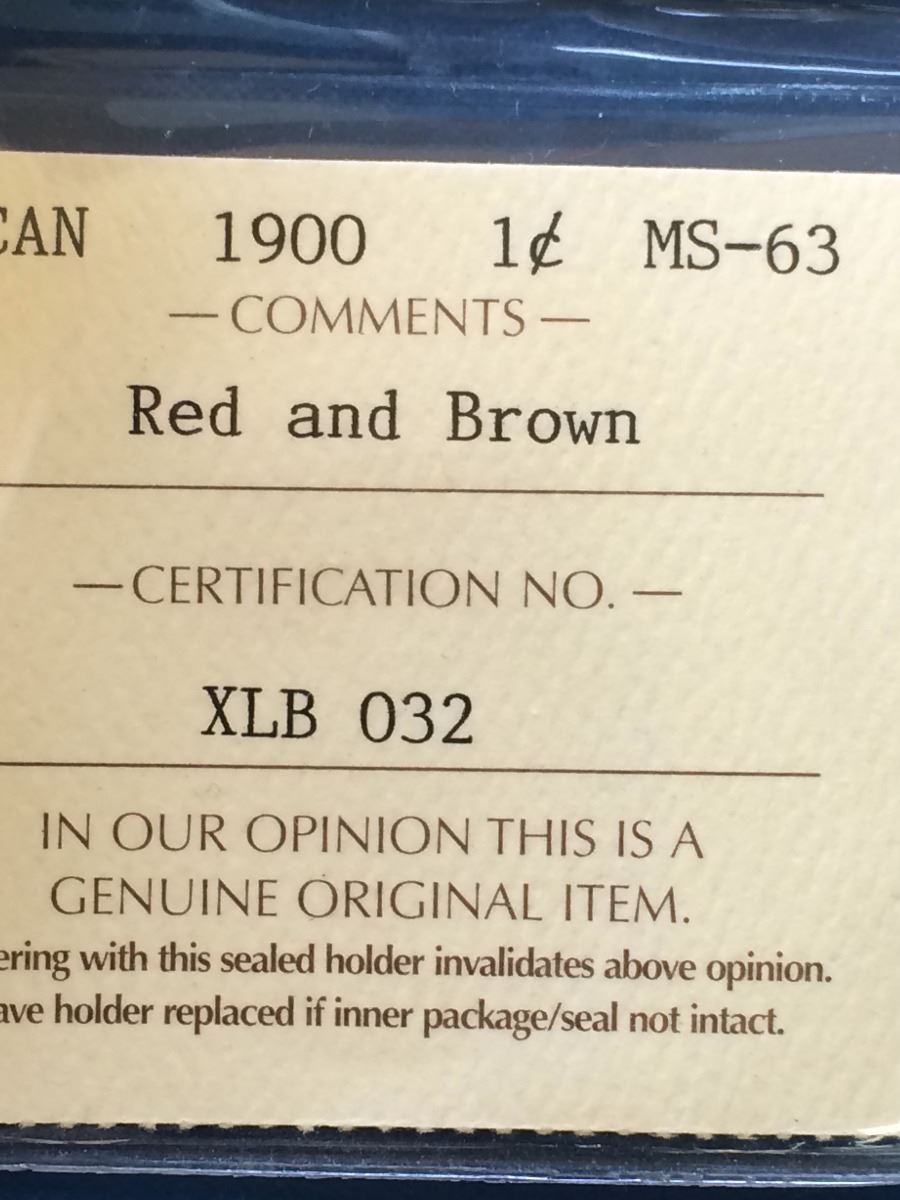 CAN 1900 1¢ MS-63
— COMMENTS —
Red and Brown
— CERTIFICATION NO. —
XLB 032
IN OUR OPINION THIS IS A
GENUINE ORIGINAL ITEM.
ering with this sealed holder invalidates above opinion.
ave holder replaced if inner package/seal not intact.